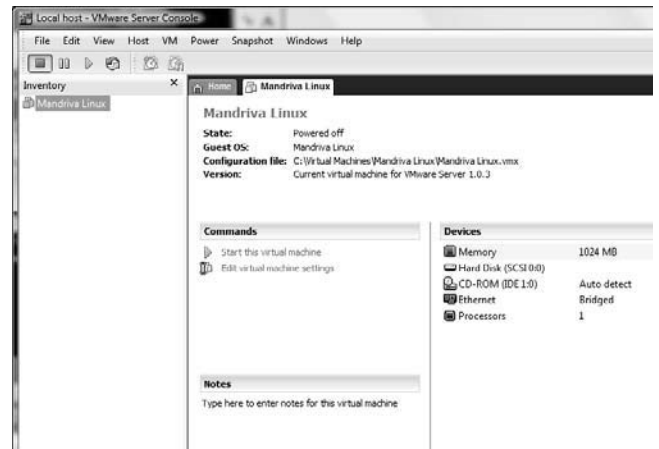 Local host - VMware Server Console
File Edit View Host VM Power Snapshot Windows Help
Inventory ×
Mandriva Linux
Home Mandriva Linux
Mandriva Linux
State: Powered off
Guest OS: Mandriva Linux
Configuration file: C:\Virtual Machines\Mandriva Linux\Mandriva Linux.vmx
Version: Current virtual machine for VMware Server 1.0.3
Commands
Start this virtual machine
Edit virtual machine settings
Devices
Memory 1024 MB
Hard Disk (SCSI 0:0)
CD-ROM (IDE 1:0) Auto detect
Ethernet Bridged
Processors 1
Notes
Type here to enter notes for this virtual machine